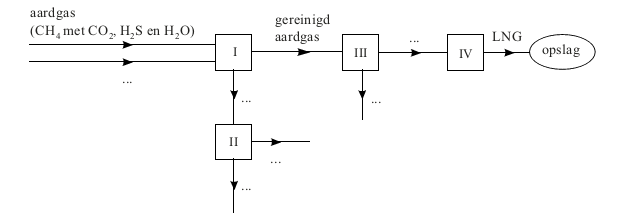 aardgas
(CH₄ met CO₂, H₂S en H₂O)
...
I
gereinigd
aardgas
III
...
IV
LNG
opslag
...
...
II
...
...